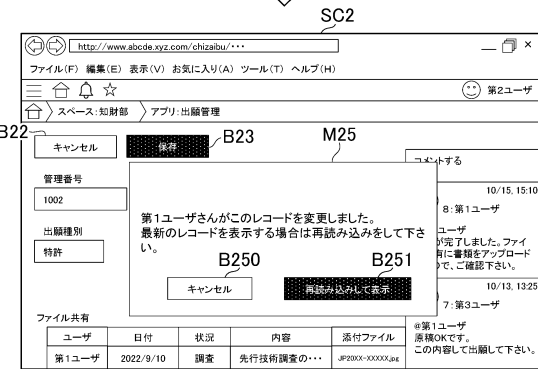 SC2
http://www.abcde.xyz.com/chizaibu/・・・
ファイル(F) 編集(E) 表示(V) お気に入り(A) ツール(T) ヘルプ(H)
第2ユーザ
スペース:知財部 アプリ:出願管理
B22 キャンセル 保存 B23 M25
コメントする
管理番号
1002
出願種別
特許
第1ユーザさんがこのレコードを変更しました。
最新のレコードを表示する場合は再読み込みをして下さ
い。
B250 B251
キャンセル 再読み込みして表示
10/15, 15:10
8:第1ユーザ
ユーザ
が完了しました。ファイ
有に書類をアップロード
ので、ご確認下さい。
10/13, 13:25
7:第3ユーザ
@第1ユーザ
原稿OKです。
この内容して出願して下さい。
ファイル共有
ユーザ 日付 状況 内容 添付ファイル
第1ユーザ 2022/9/10 調査 先行技術調査の・・・ JP20XX-XXXXX.jpg